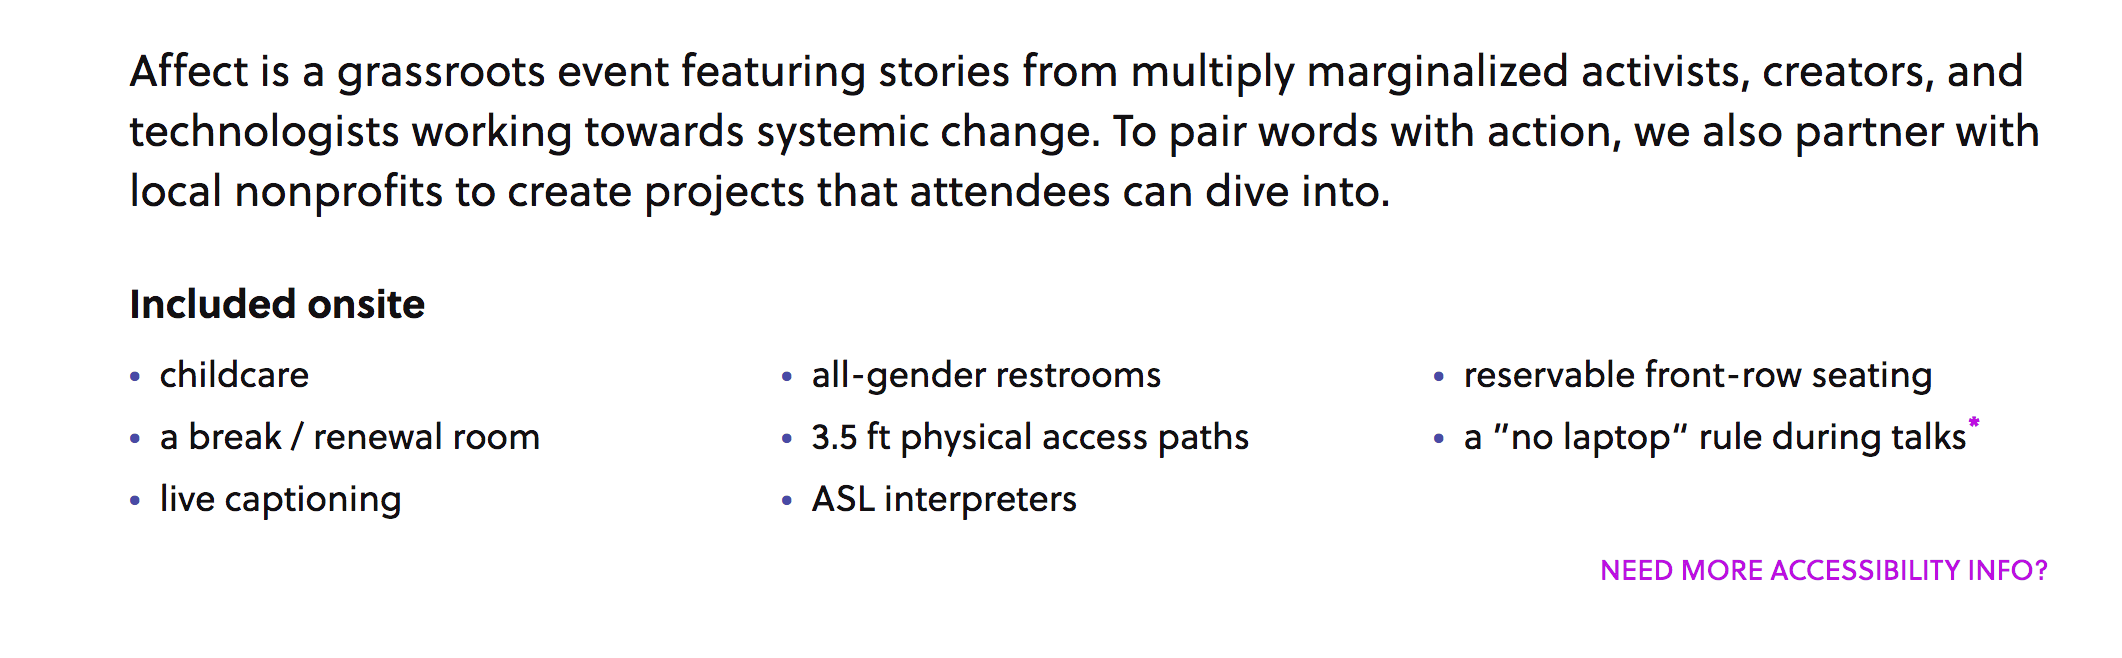 Affect is a grassroots event featuring stories from multiply marginalized activists, creators, and
technologists working towards systemic change. To pair words with action, we also partner with
local nonprofits to create projects that attendees can dive into.
Included onsite
• childcare
• a break / renewal room
• live captioning
• all-gender restrooms
• 3.5 ft physical access paths
• ASL interpreters
• reservable front-row seating
• a ”no laptop“ rule during talks*
NEED MORE ACCESSIBILITY INFO?